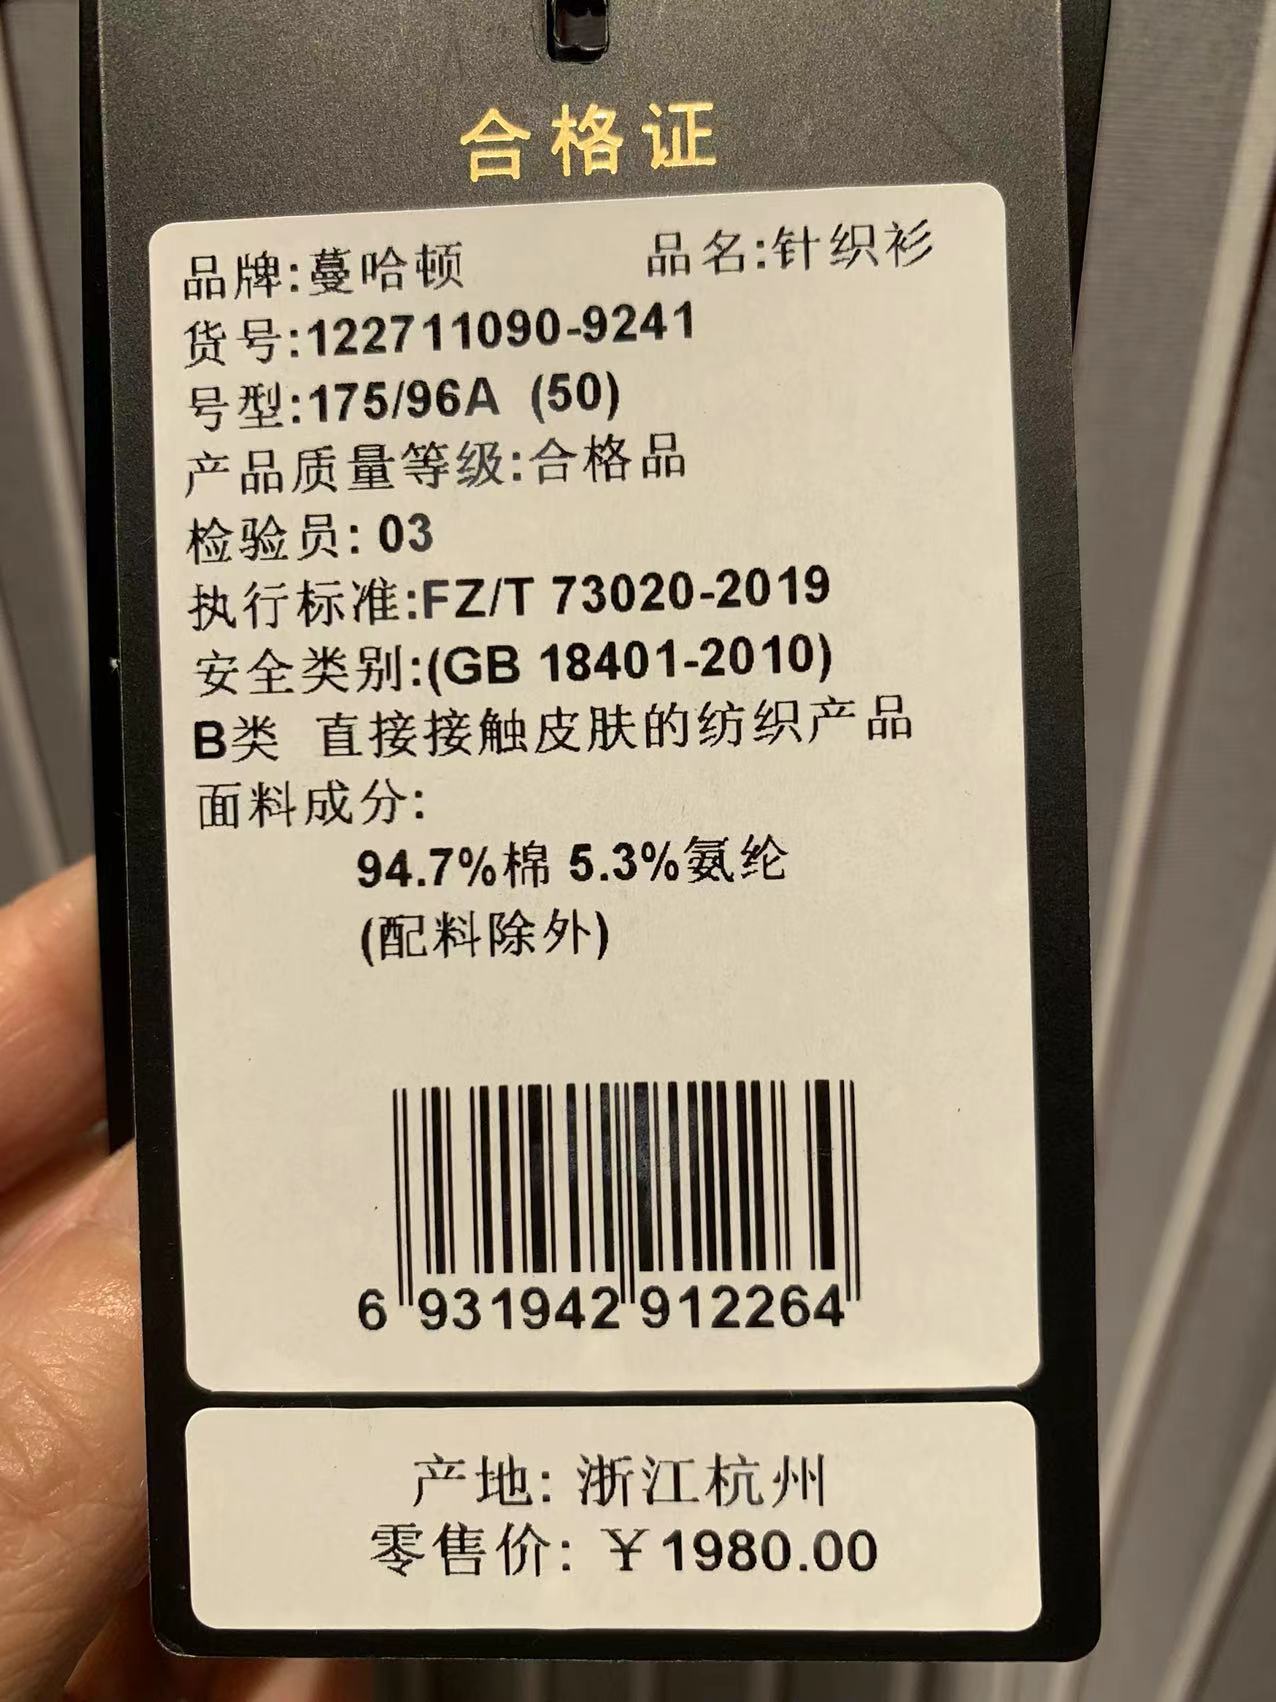 合格证
品牌:蔓哈顿 品名:针织衫
货号:122711090-9241
号型:175/96A (50)
产品质量等级:合格品
检验员: 03
执行标准:FZ/T 73020-2019
安全类别:(GB 18401-2010)
B类 直接接触皮肤的纺织产品
面料成分:
94.7%棉 5.3%氨纶
(配料除外)
6 931942 912264
产地: 浙江杭州
零售价: ￥1980.00